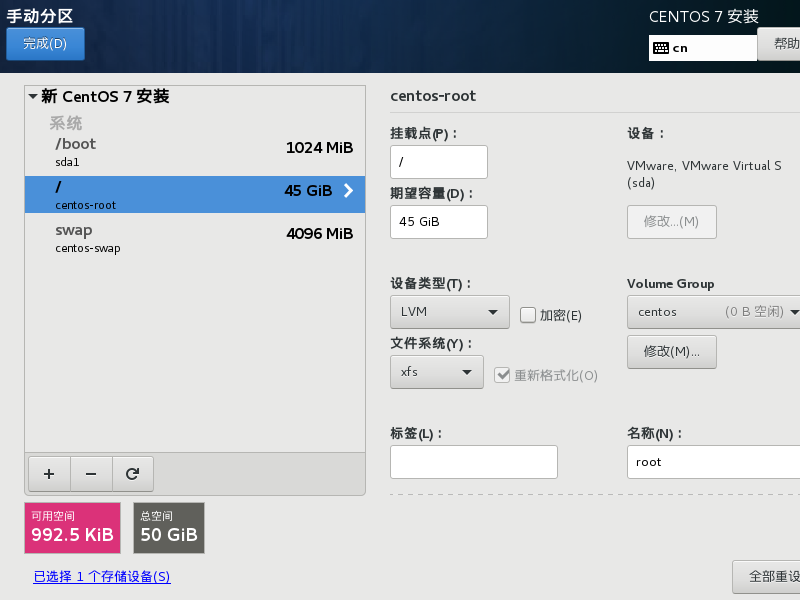 手动分区
完成(D)
CENTOS 7 安装
cn
帮助
新 CentOS 7 安装
系统
/boot
1024 MiB
sda1
/
45 GiB
centos-root
swap
4096 MiB
centos-swap
可用空间
992.5 KiB
总空间
50 GiB
已选择 1 个存储设备(S)
centos-root
挂载点(P)：
/
期望容量(D)：
45 GiB
设备：
VMware, VMware Virtual S
(sda)
修改...(M)
设备类型(T)：
LVM
加密(E)
文件系统(Y)：
xfs
重新格式化(O)
Volume Group
centos (0 B 空闲)
修改(M)...
标签(L)：
名称(N)：
root
全部重设